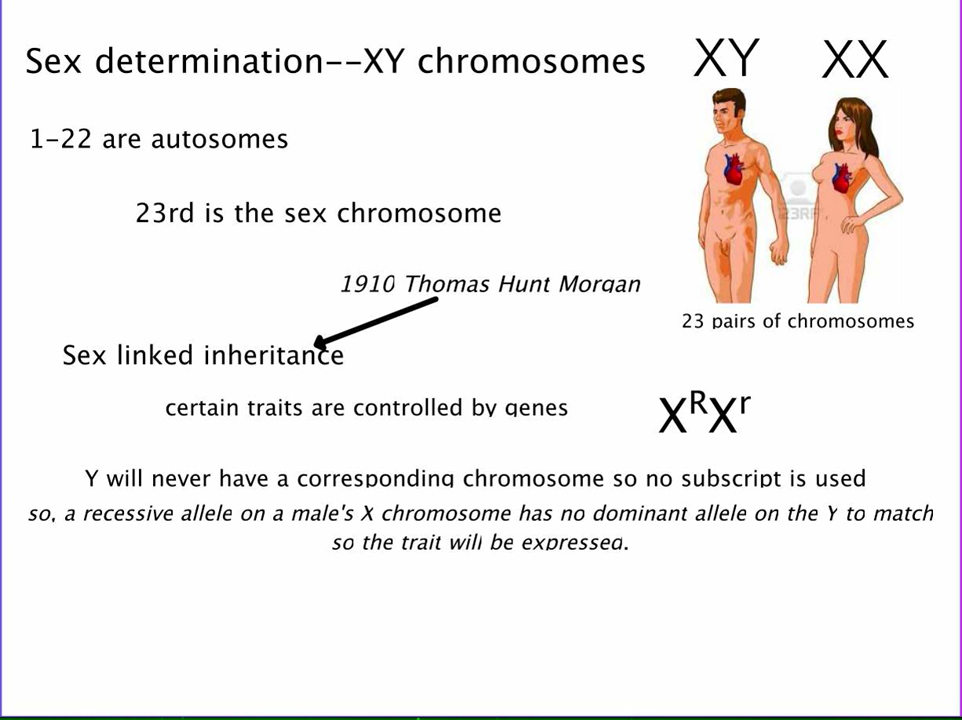 Sex determination--XY chromosomes
XY XX
1-22 are autosomes
23rd is the sex chromosome
1910 Thomas Hunt Morgan
23 pairs of chromosomes
Sex linked inheritance
certain traits are controlled by genes
XRXr
Y will never have a corresponding chromosome so no subscript is used
so, a recessive allele on a male's X chromosome has no dominant allele on the Y to match
so the trait will be expressed.
23RF